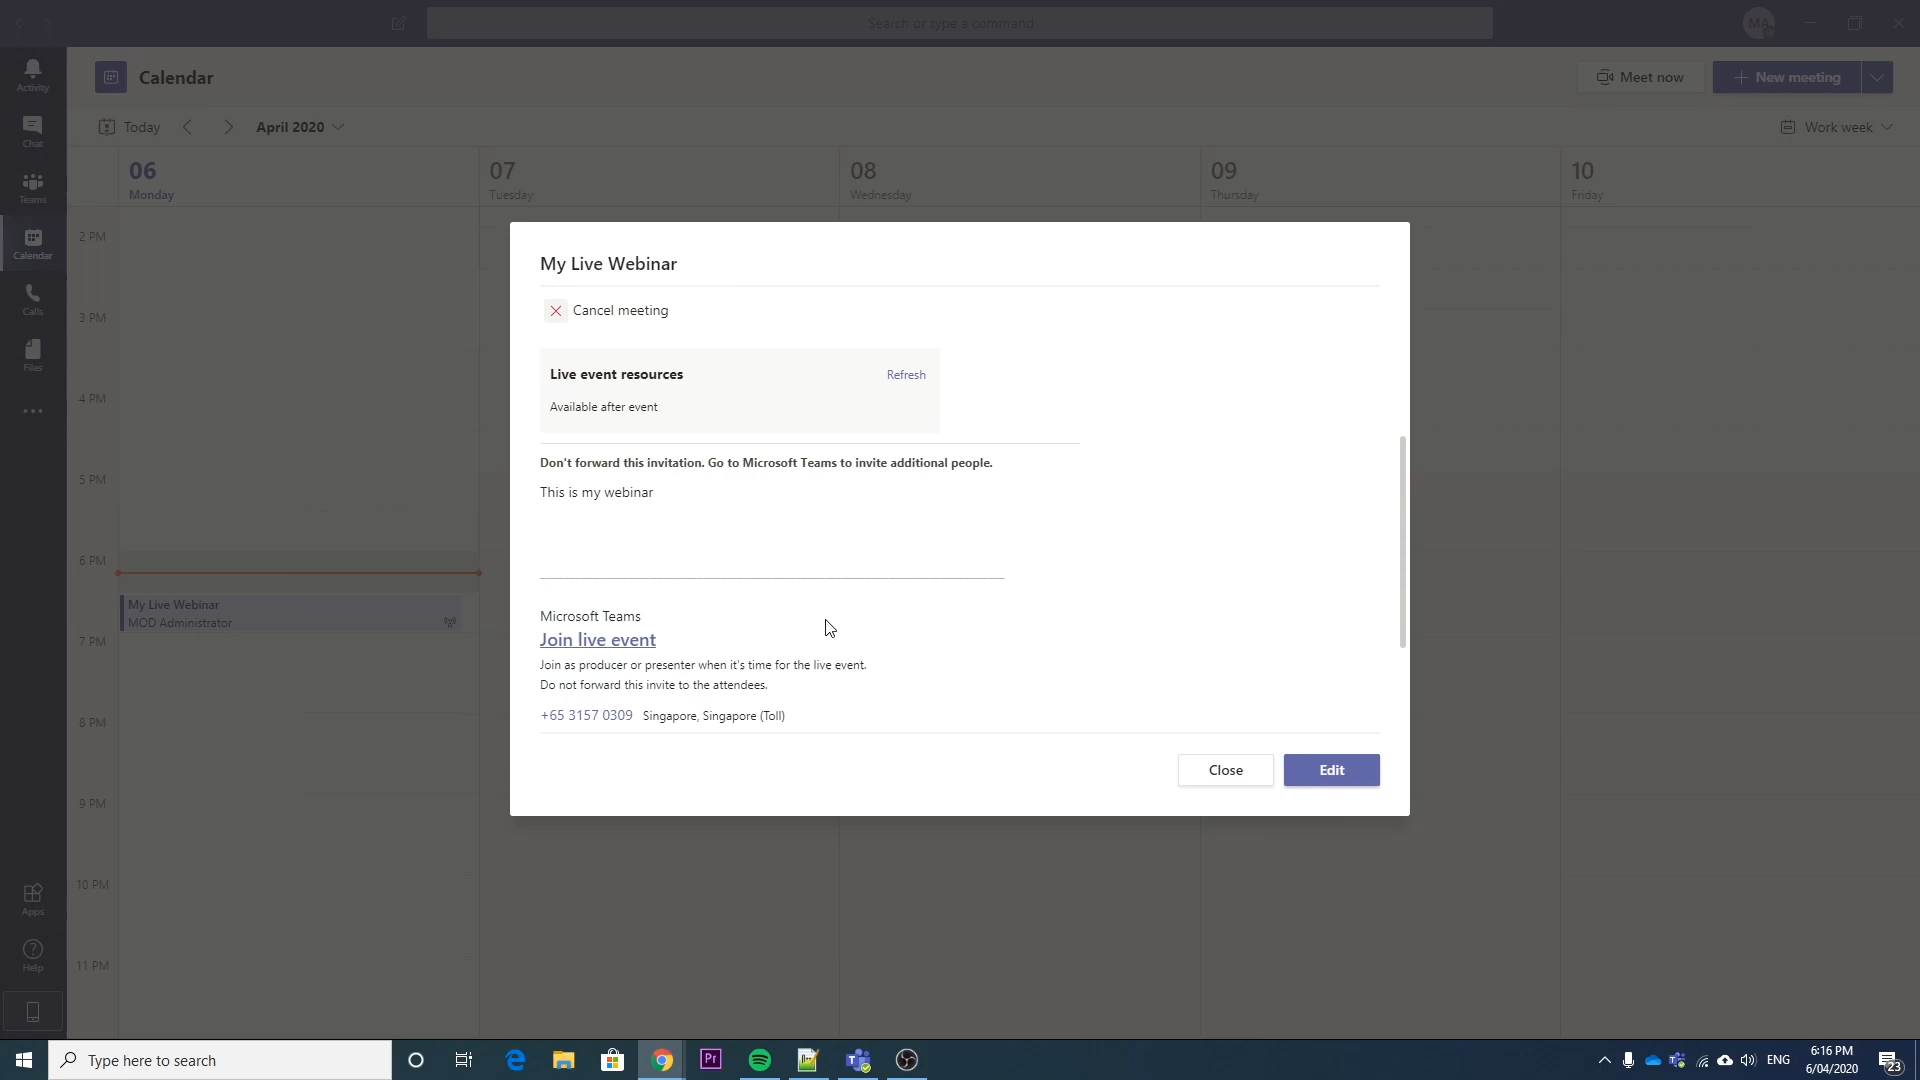 Search or type a command
MA
Activity
Chat
Teams
Calendar
Calls
Files
Apps
Help
Calendar
Meet now
New meeting
Today
April 2020
Work week
06
Monday
07
Tuesday
08
Wednesday
09
Thursday
10
Friday
2 PM
3 PM
4 PM
5 PM
6 PM
7 PM
8 PM
9 PM
10 PM
11 PM
My Live Webinar
MOD Administrator
My Live Webinar
Cancel meeting
Live event resources
Refresh
Available after event
Don't forward this invitation. Go to Microsoft Teams to invite additional people.
This is my webinar
Microsoft Teams
Join live event
Join as producer or presenter when it's time for the live event.
Do not forward this invite to the attendees.
+65 3157 0309 Singapore, Singapore (Toll)
Close
Edit
Type here to search
Pr
ENG
6:16 PM
6/04/2020
23